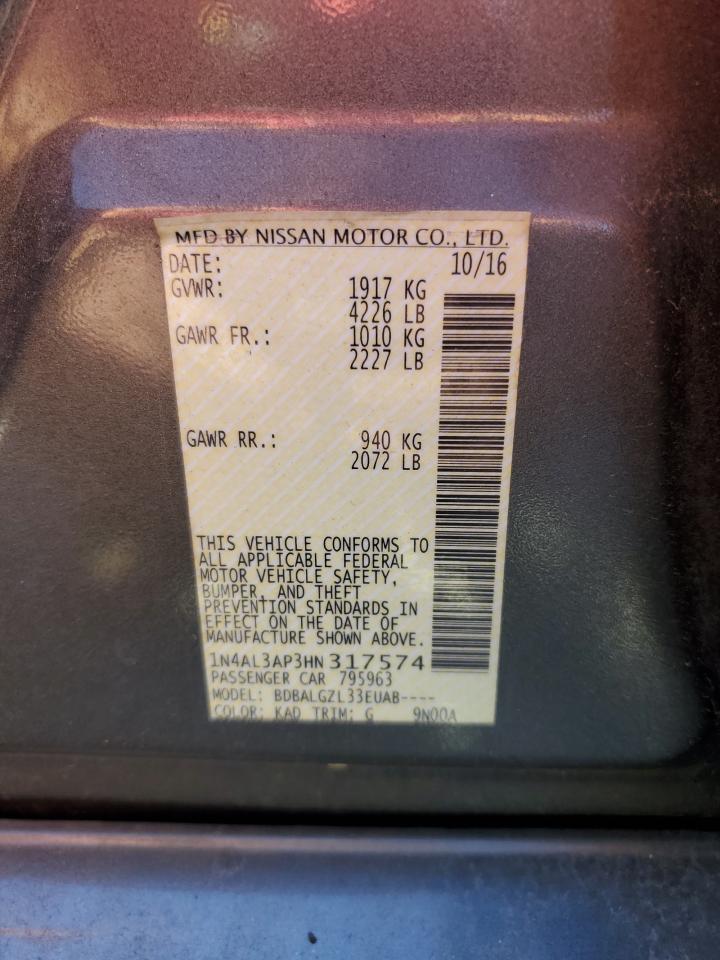 MFD BY NISSAN MOTOR CO., LTD.
DATE: 10/16
GVWR: 1917 KG
4226 LB
GAWR FR.: 1010 KG
2227 LB
GAWR RR.: 940 KG
2072 LB
THIS VEHICLE CONFORMS TO
ALL APPLICABLE FEDERAL
MOTOR VEHICLE SAFETY,
BUMPER, AND THEFT
PREVENTION STANDARDS IN
EFFECT ON THE DATE OF
MANUFACTURE SHOWN ABOVE.
1N4AL3AP3HN317574
PASSENGER CAR 795963
MODEL: BDBALGZL33EUAB----
COLOR: KAD TRIM: G 9N00A